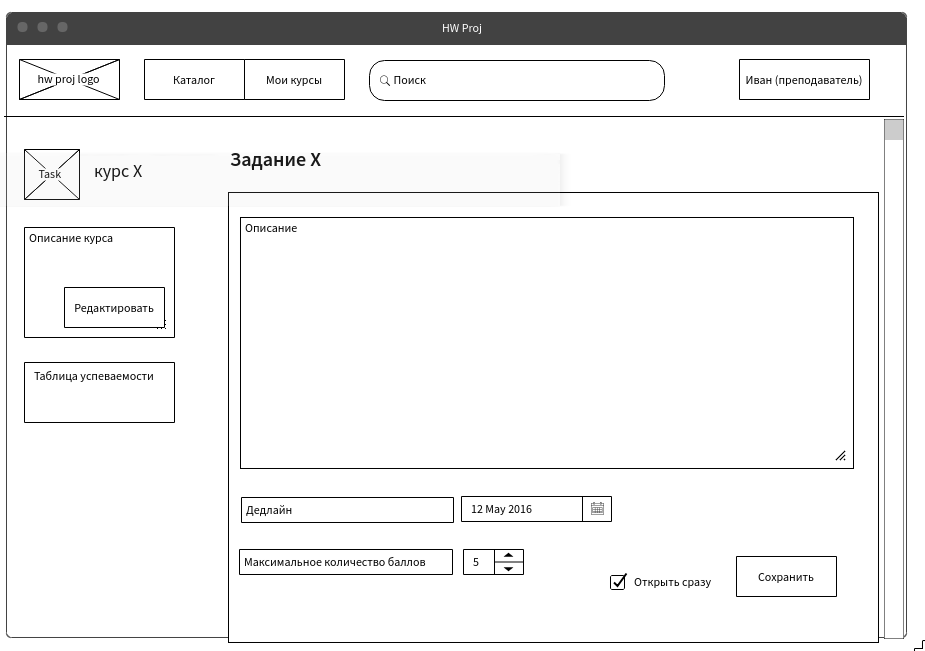 HW Proj
hw proj logo
Каталог
Мои курсы
Поиск
Иван (преподаватель)
Task
курс X
Задание X
Описание курса
Редактировать
Таблица успеваемости
Описание
Дедлайн
12 May 2016
Максимальное количество баллов
5
Открыть сразу
Сохранить